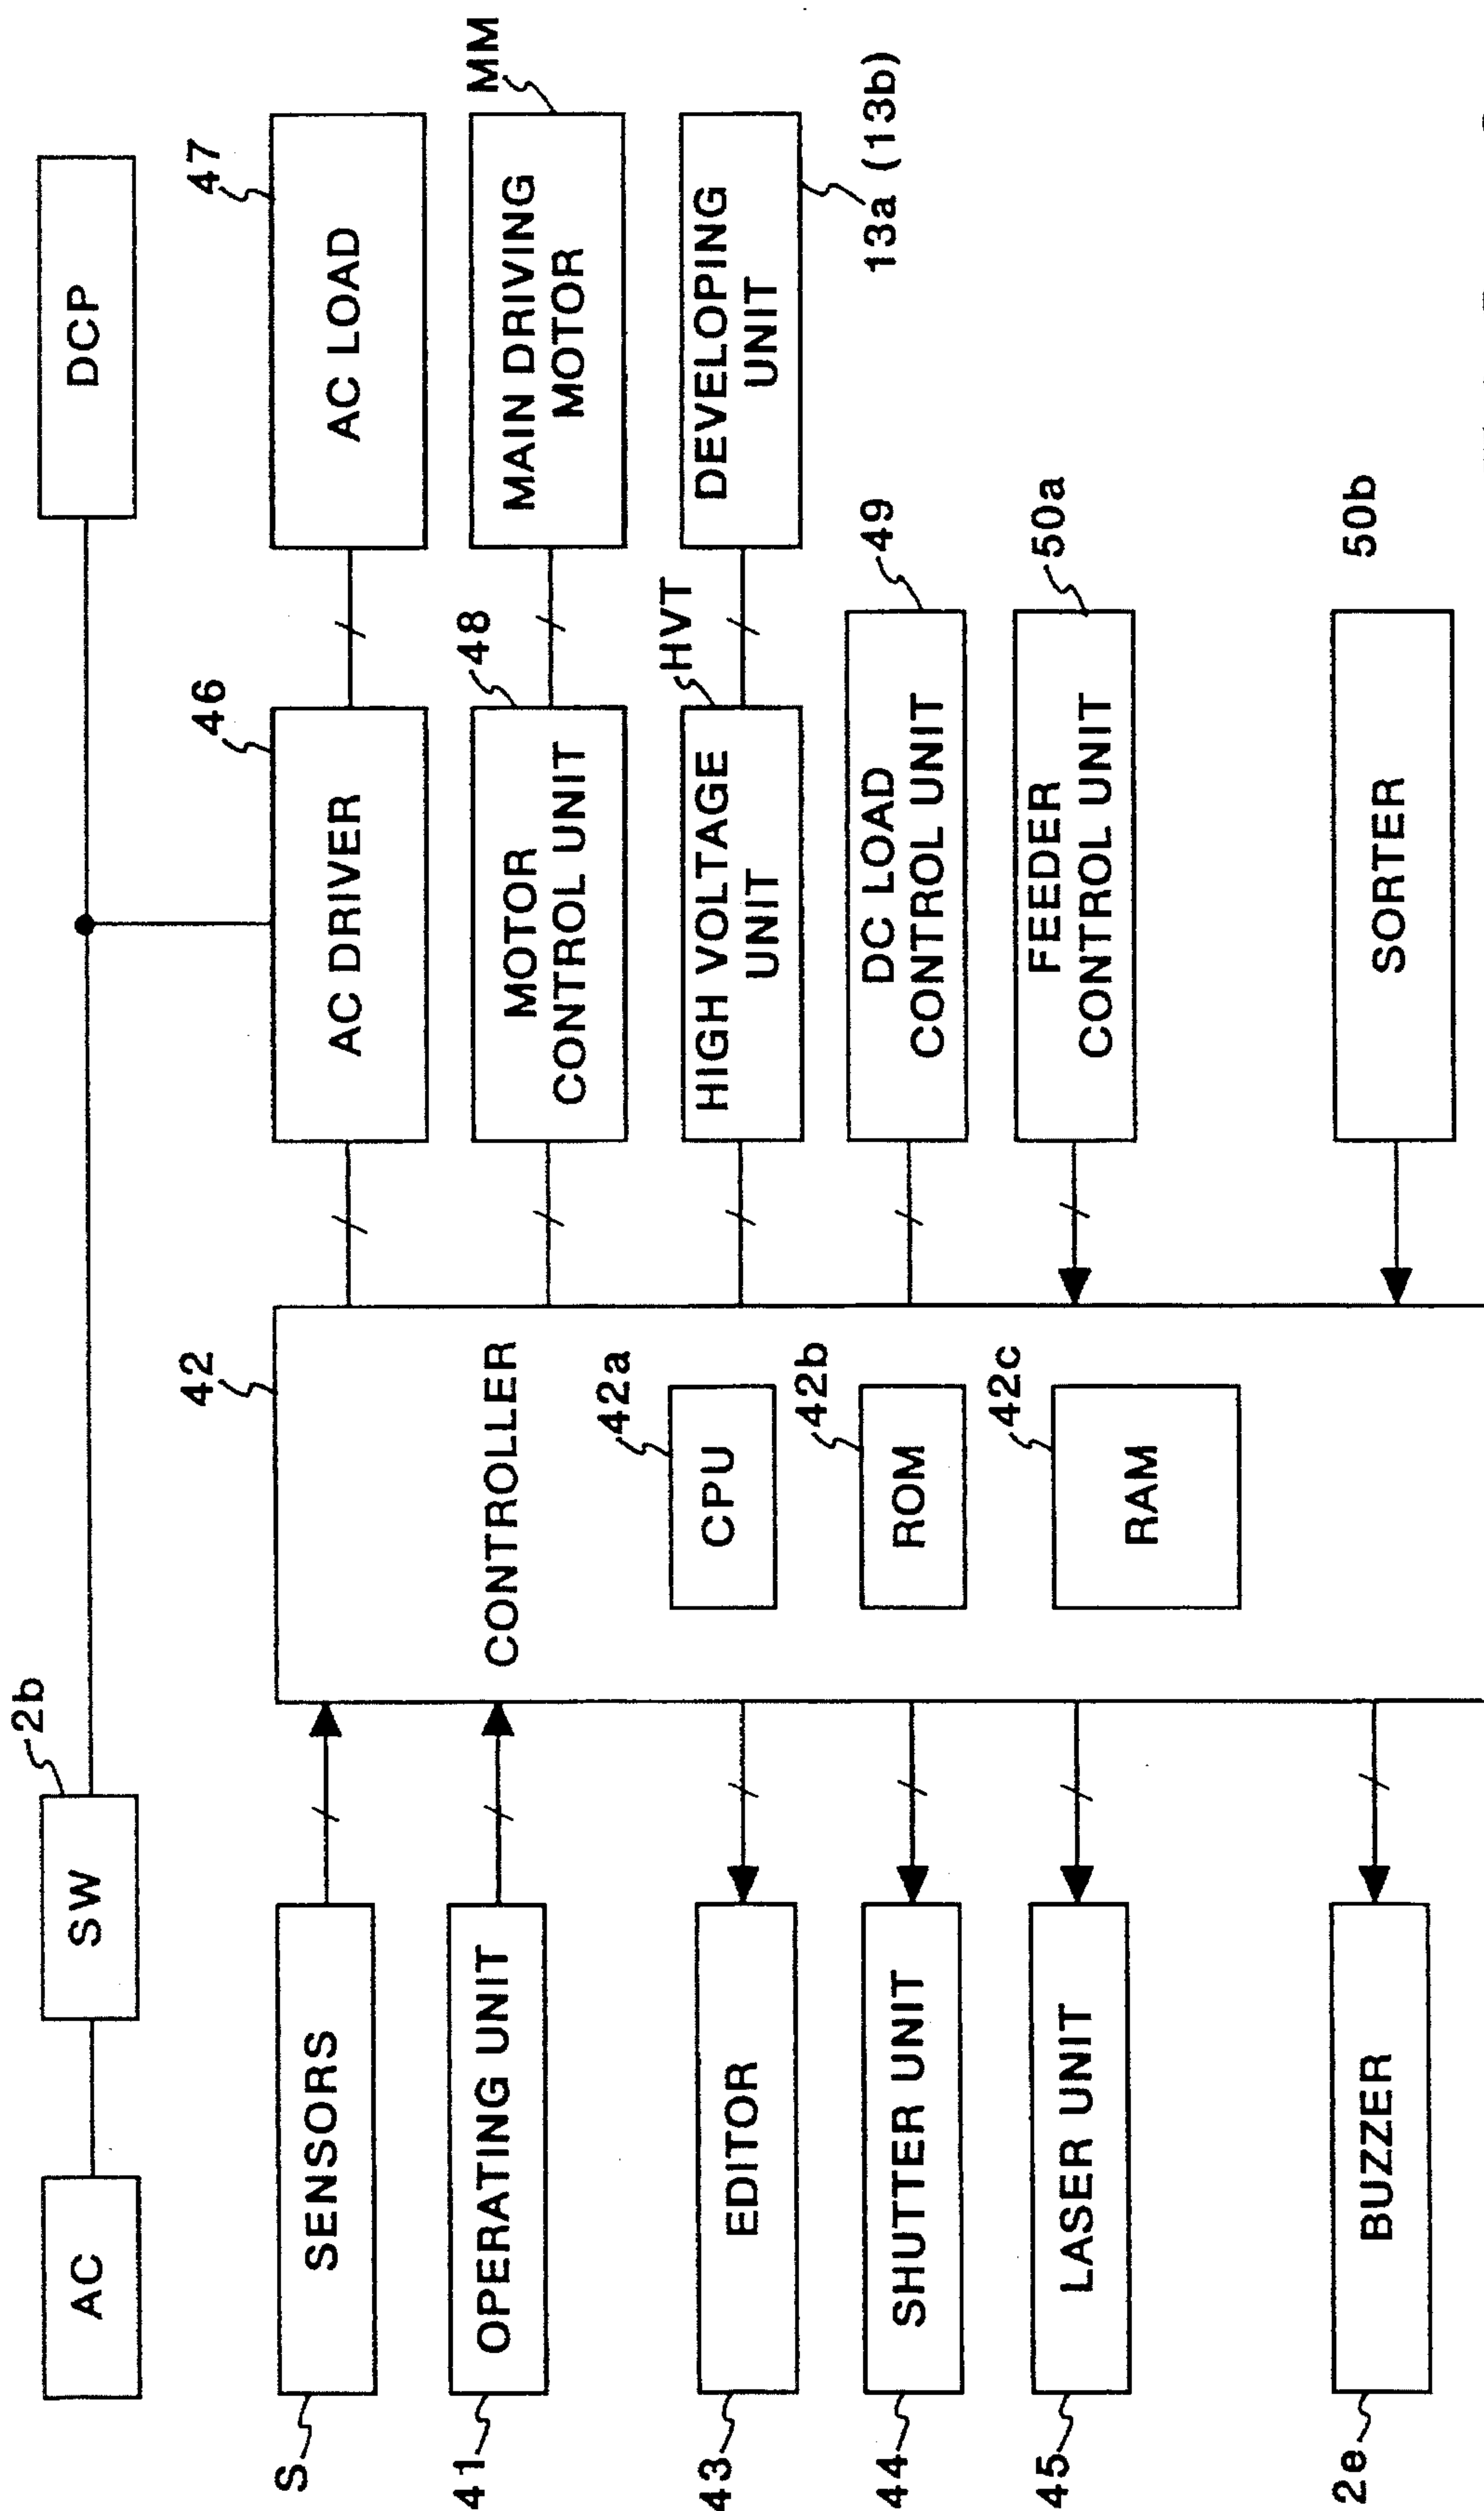 AC
SW
2b
DCP
S
SENSORS
41
OPERATING UNIT
43
EDITOR
44
SHUTTER UNIT
45
LASER UNIT
2e
BUZZER
42
CONTROLLER
42a
CPU
42b
ROM
42c
RAM
46
AC DRIVER
47
AC LOAD
48
MOTOR
CONTROL UNIT
MM
MAIN DRIVING
MOTOR
HVT
HIGH VOLTAGE
UNIT
DEVELOPING
UNIT
13a (13b)
49
DC LOAD
CONTROL UNIT
50a
FEEDER
CONTROL UNIT
50b
SORTER